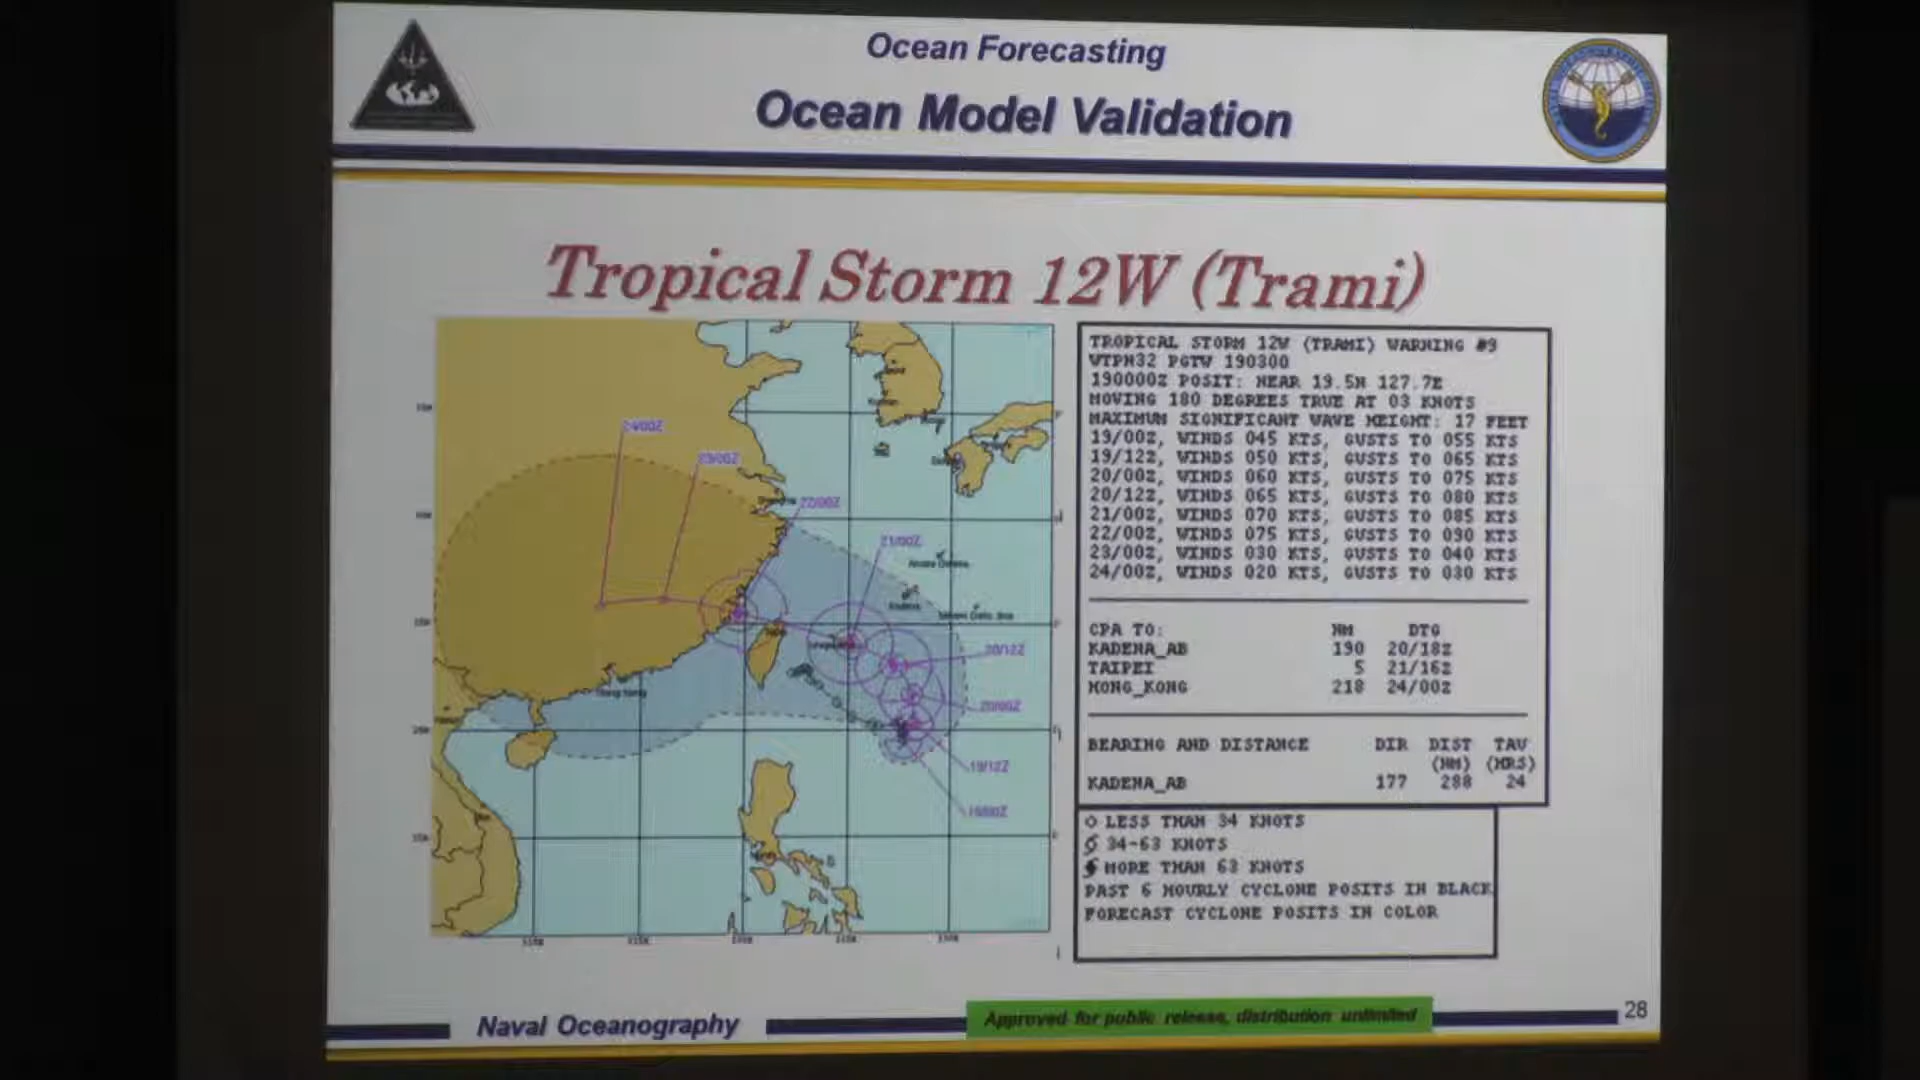 Ocean Forecasting
Ocean Model Validation
Tropical Storm 12W (Trami)
24/00Z
23/00Z
22/00Z
21/00Z
20/12Z
20/00Z
19/12Z
19/00Z
Shanghai
Hong Kong
TROPICAL STORM 12W (TRAMI) WARNING #9
WTPN32 PGTW 190300
190000Z POSIT: NEAR 19.5N 127.7E
MOVING 180 DEGREES TRUE AT 03 KNOTS
MAXIMUM SIGNIFICANT WAVE HEIGHT: 17 FEET
19/00Z, WINDS 045 KTS, GUSTS TO 055 KTS
19/12Z, WINDS 050 KTS, GUSTS TO 065 KTS
20/00Z, WINDS 060 KTS, GUSTS TO 075 KTS
20/12Z, WINDS 065 KTS, GUSTS TO 080 KTS
21/00Z, WINDS 070 KTS, GUSTS TO 085 KTS
22/00Z, WINDS 075 KTS, GUSTS TO 090 KTS
23/00Z, WINDS 030 KTS, GUSTS TO 040 KTS
24/00Z, WINDS 020 KTS, GUSTS TO 030 KTS
CPA TO: NM DTG
KADENA_AB 190 20/18Z
TAIPEI 5 21/16Z
HONG_KONG 218 24/00Z
BEARING AND DISTANCE DIR DIST TAU
(NM) (HRS)
KADENA_AB 177 288 24
LESS THAN 34 KNOTS
34-63 KNOTS
MORE THAN 63 KNOTS
PAST 6 HOURLY CYCLONE POSITS IN BLACK
FORECAST CYCLONE POSITS IN COLOR
Naval Oceanography
Approved for public release, distribution unlimited
28